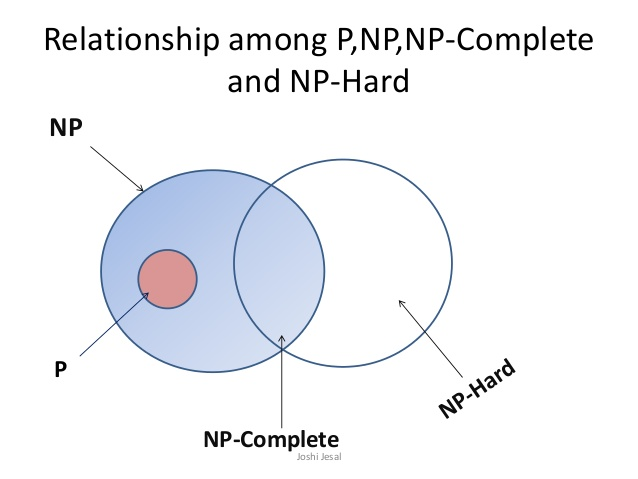 Relationship among P,NP,NP-Complete
and NP-Hard
NP
P
NP-Hard
NP-Complete
Joshi Jesal